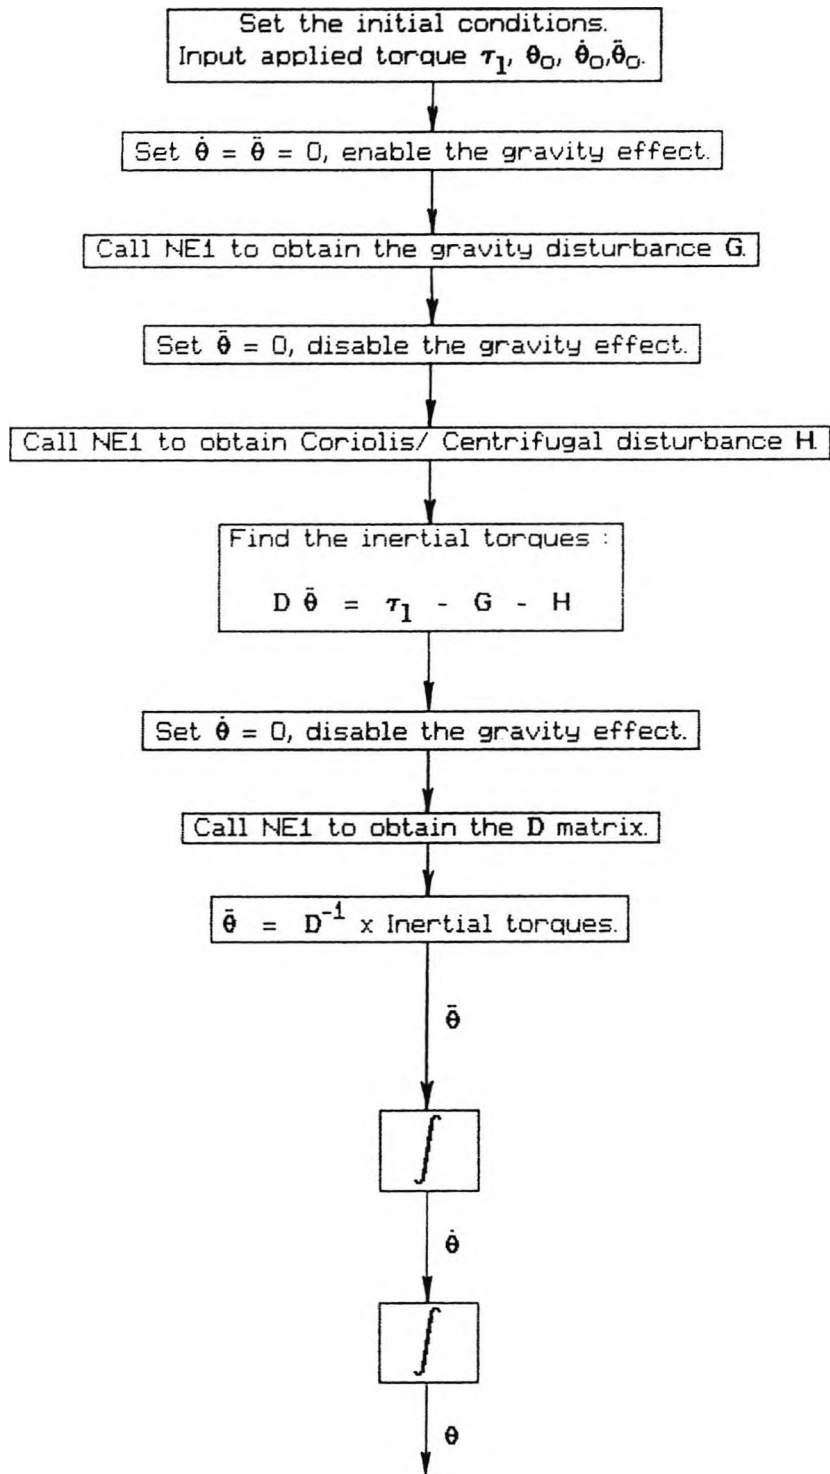 Set the initial conditions.
Input applied torque τ₁, θ₀, θ̇₀,θ̈₀.
Set θ̇ = θ̈ = 0, enable the gravity effect.
Call NE1 to obtain the gravity disturbance G.
Set θ̈ = 0, disable the gravity effect.
Call NE1 to obtain Coriolis/ Centrifugal disturbance H.
Find the inertial torques :
D θ̈ = τ₁ - G - H
Set θ̇ = 0, disable the gravity effect.
Call NE1 to obtain the D matrix.
θ̈ = D⁻¹ x Inertial torques.
θ̈
∫
θ̇
∫
θ